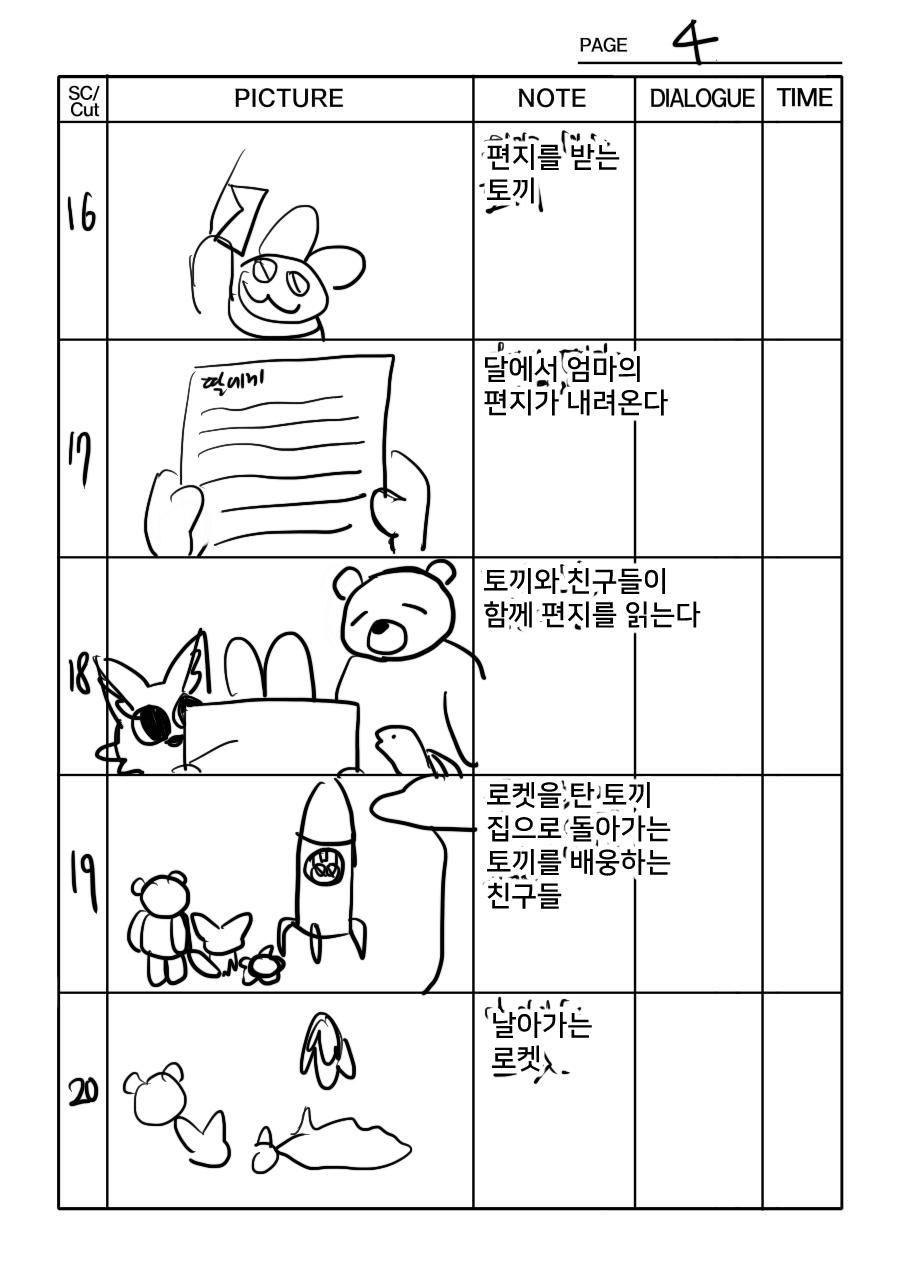 PAGE 4
SC/
Cut
PICTURE
NOTE
DIALOGUE
TIME
16
편지를 받는
토끼
17
딸에게
달에서 엄마의
편지가 내려온다
18
토끼와 친구들이
함께 편지를 읽는다
19
로켓을 탄 토끼
집으로 돌아가는
토끼를 배웅하는
친구들
20
날아가는
로켓